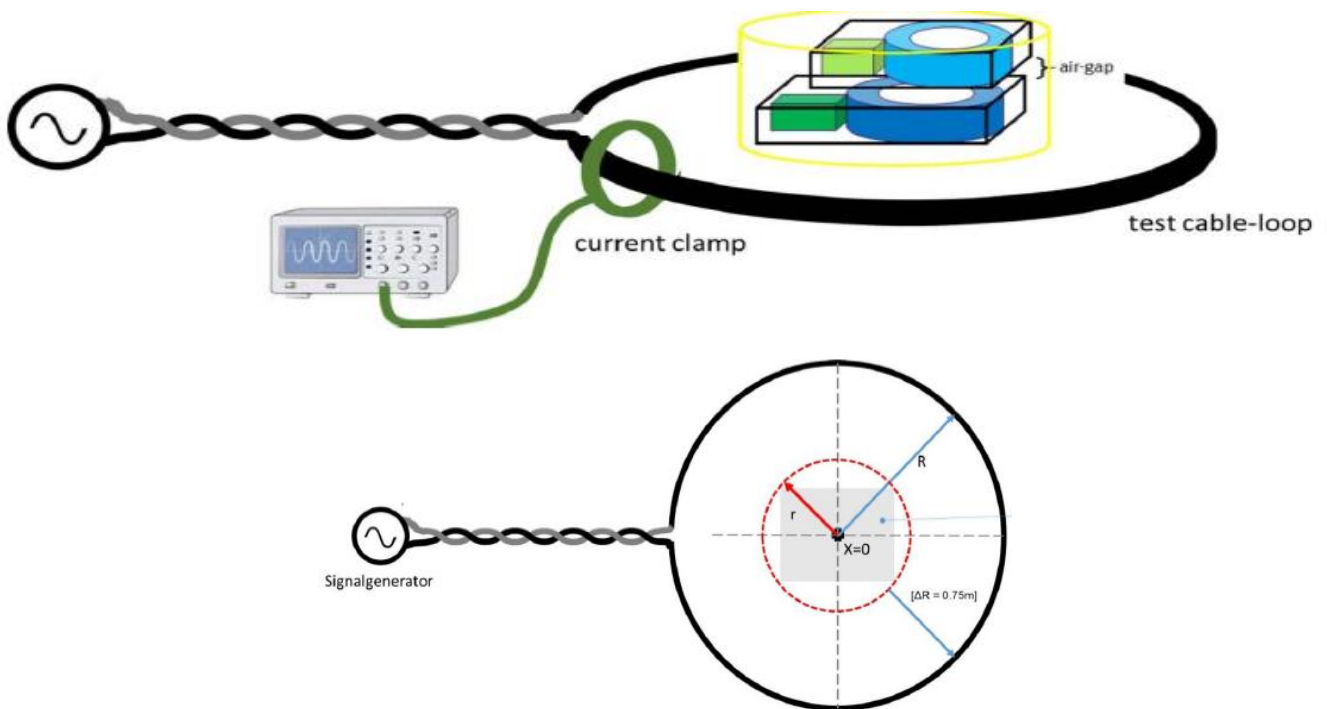 air-gap
current clamp
test cable-loop
R
r
X=0
[ΔR = 0.75m]
Signalgenerator